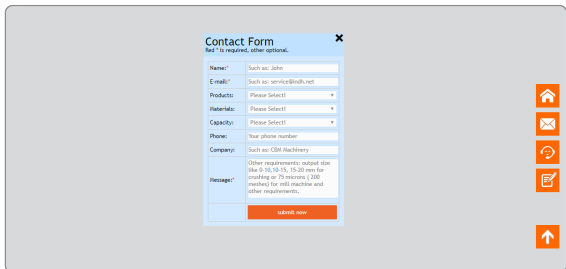 Contact Form
Red * is required, other optional.
Name:* Such as: John
E-mail:* Such as: service@indh.net
Products: Please Select!
Materials: Please Select!
Capacity: Please Select!
Phone: Your phone number
Company: Such as: CBM Machinery
Message:*
Other requirements: output size
like 0-10,10-15, 15-20 mm for
crushing or 75 microns ( 200
meshes) for mill machine and
other requirements.
submit now